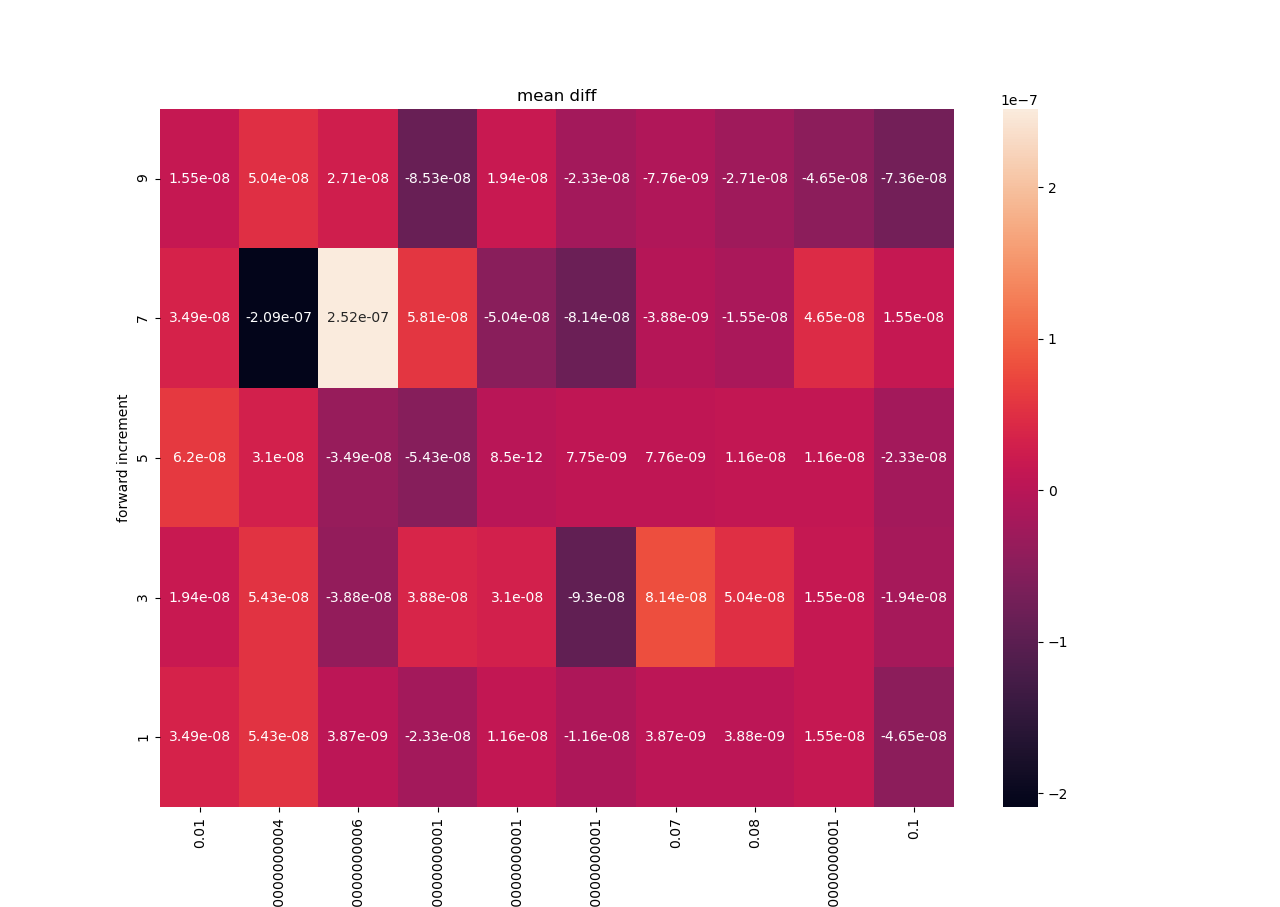 mean diff
1e−7
9
1.55e-08 5.04e-08 2.71e-08 -8.53e-08 1.94e-08 -2.33e-08 -7.76e-09 -2.71e-08 -4.65e-08 -7.36e-08
2
7
3.49e-08 -2.09e-07 2.52e-07 5.81e-08 -5.04e-08 -8.14e-08 -3.88e-09 -1.55e-08 4.65e-08 1.55e-08
1
forward increment
5
6.2e-08 3.1e-08 -3.49e-08 -5.43e-08 8.5e-12 7.75e-09 7.76e-09 1.16e-08 1.16e-08 -2.33e-08
0
3
1.94e-08 5.43e-08 -3.88e-08 3.88e-08 3.1e-08 -9.3e-08 8.14e-08 5.04e-08 1.55e-08 -1.94e-08
−1
1
3.49e-08 5.43e-08 3.87e-09 -2.33e-08 1.16e-08 -1.16e-08 3.87e-09 3.88e-09 1.55e-08 -4.65e-08
−2
0.01
0.07
0.08
0.1